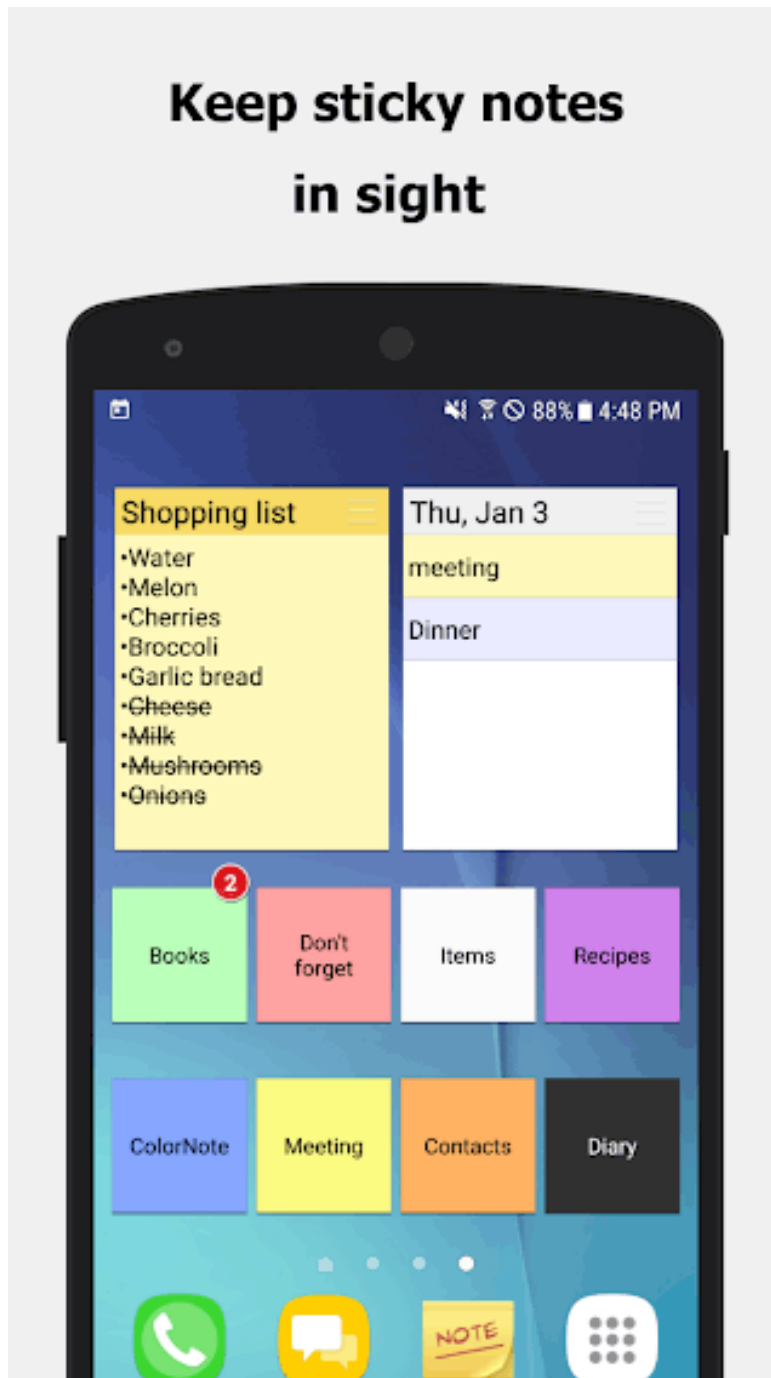 Keep sticky notes
in sight
88% 4:48 PM
Shopping list
•Water
•Melon
•Cherries
•Broccoli
•Garlic bread
•Cheese
•Milk
•Mushrooms
•Onions
Thu, Jan 3
meeting
Dinner
2
Books
Don't
forget
Items
Recipes
ColorNote
Meeting
Contacts
Diary
NOTE